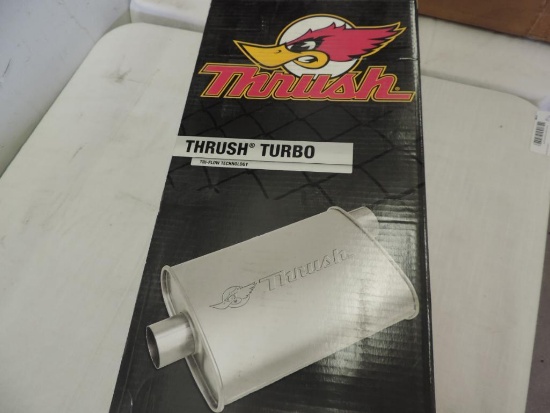 Thrush®
THRUSH® TURBO
TRI-FLOW TECHNOLOGY
Thrush